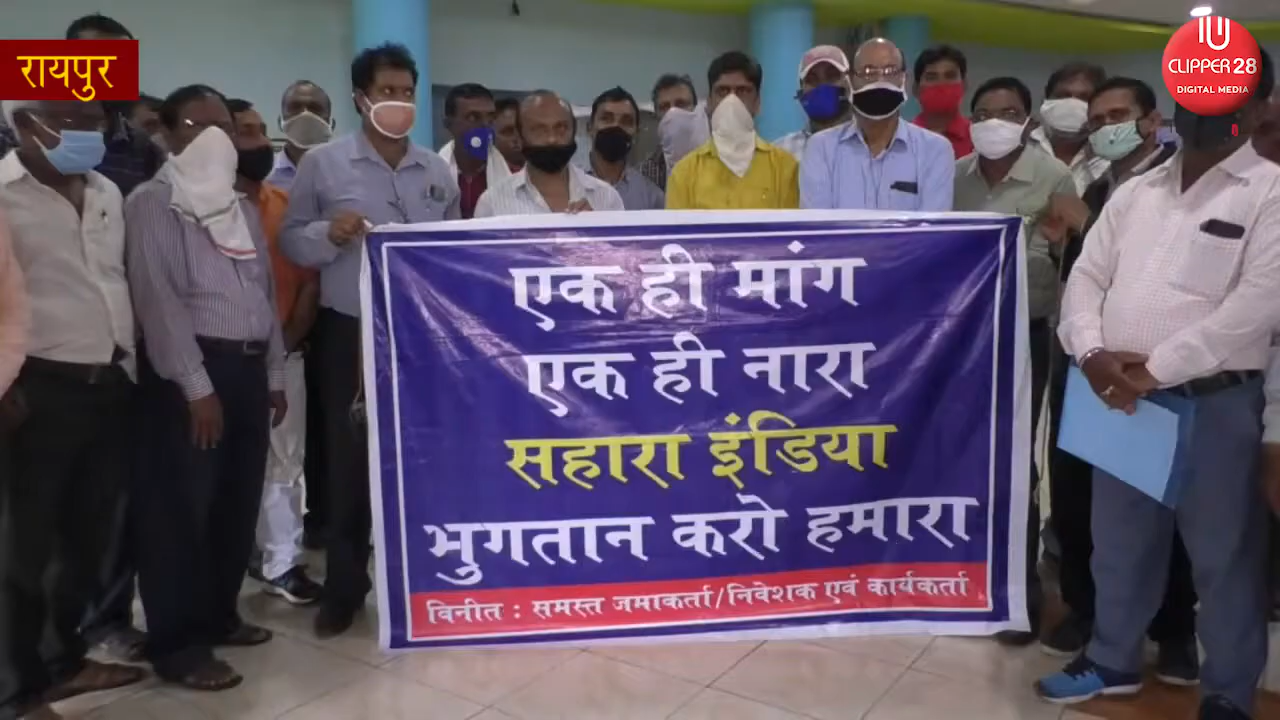 रायपुर
CLIPPER 28
DIGITAL MEDIA
एक ही मांग
एक ही नारा
सहारा इंडिया
भुगतान करो हमारा
विनीत : समस्त जमाकर्ता/निवेशक एवं कार्यकर्ता